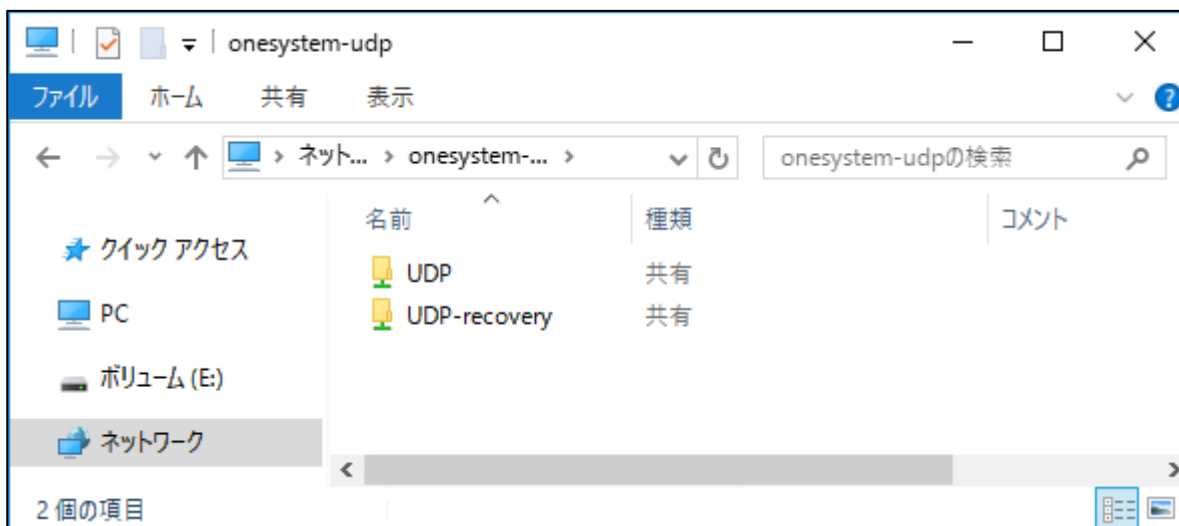 onesystem-udp
ファイル ホーム 共有 表示
ネット... onesystem-... onesystem-udpの検索
名前 種類 コメント
クイック アクセス
UDP 共有
PC
UDP-recovery 共有
ボリューム (E:)
ネットワーク
2 個の項目